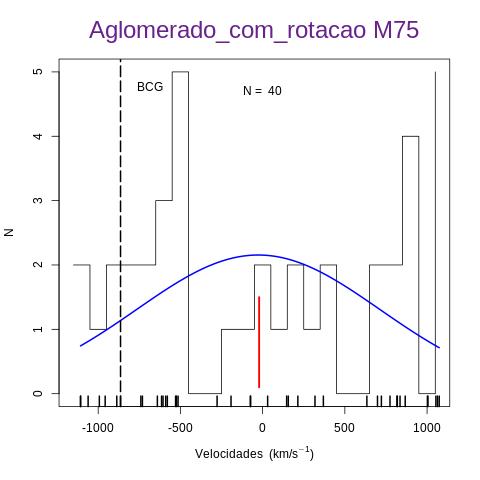 Aglomerado_com_rotacao M75
BCG
N = 40
N
5
4
3
2
1
0
-1000 -500 0 500 1000
Velocidades (km/s⁻¹)